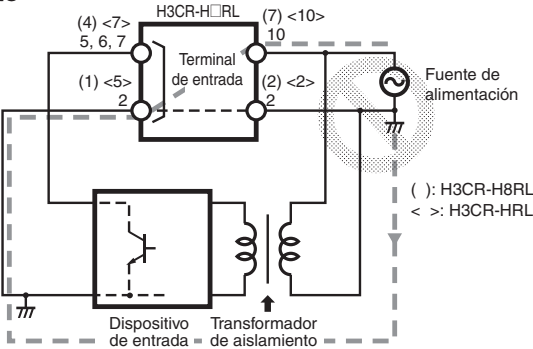 H3CR-H□RL
(4) <7>
5, 6, 7
(7) <10>
10
Terminal
de entrada
(1) <5>
2
(2) <2>
2
Fuente de
alimentación
( ): H3CR-H8RL
< >: H3CR-HRL
Dispositivo
de entrada
Transformador
de aislamiento